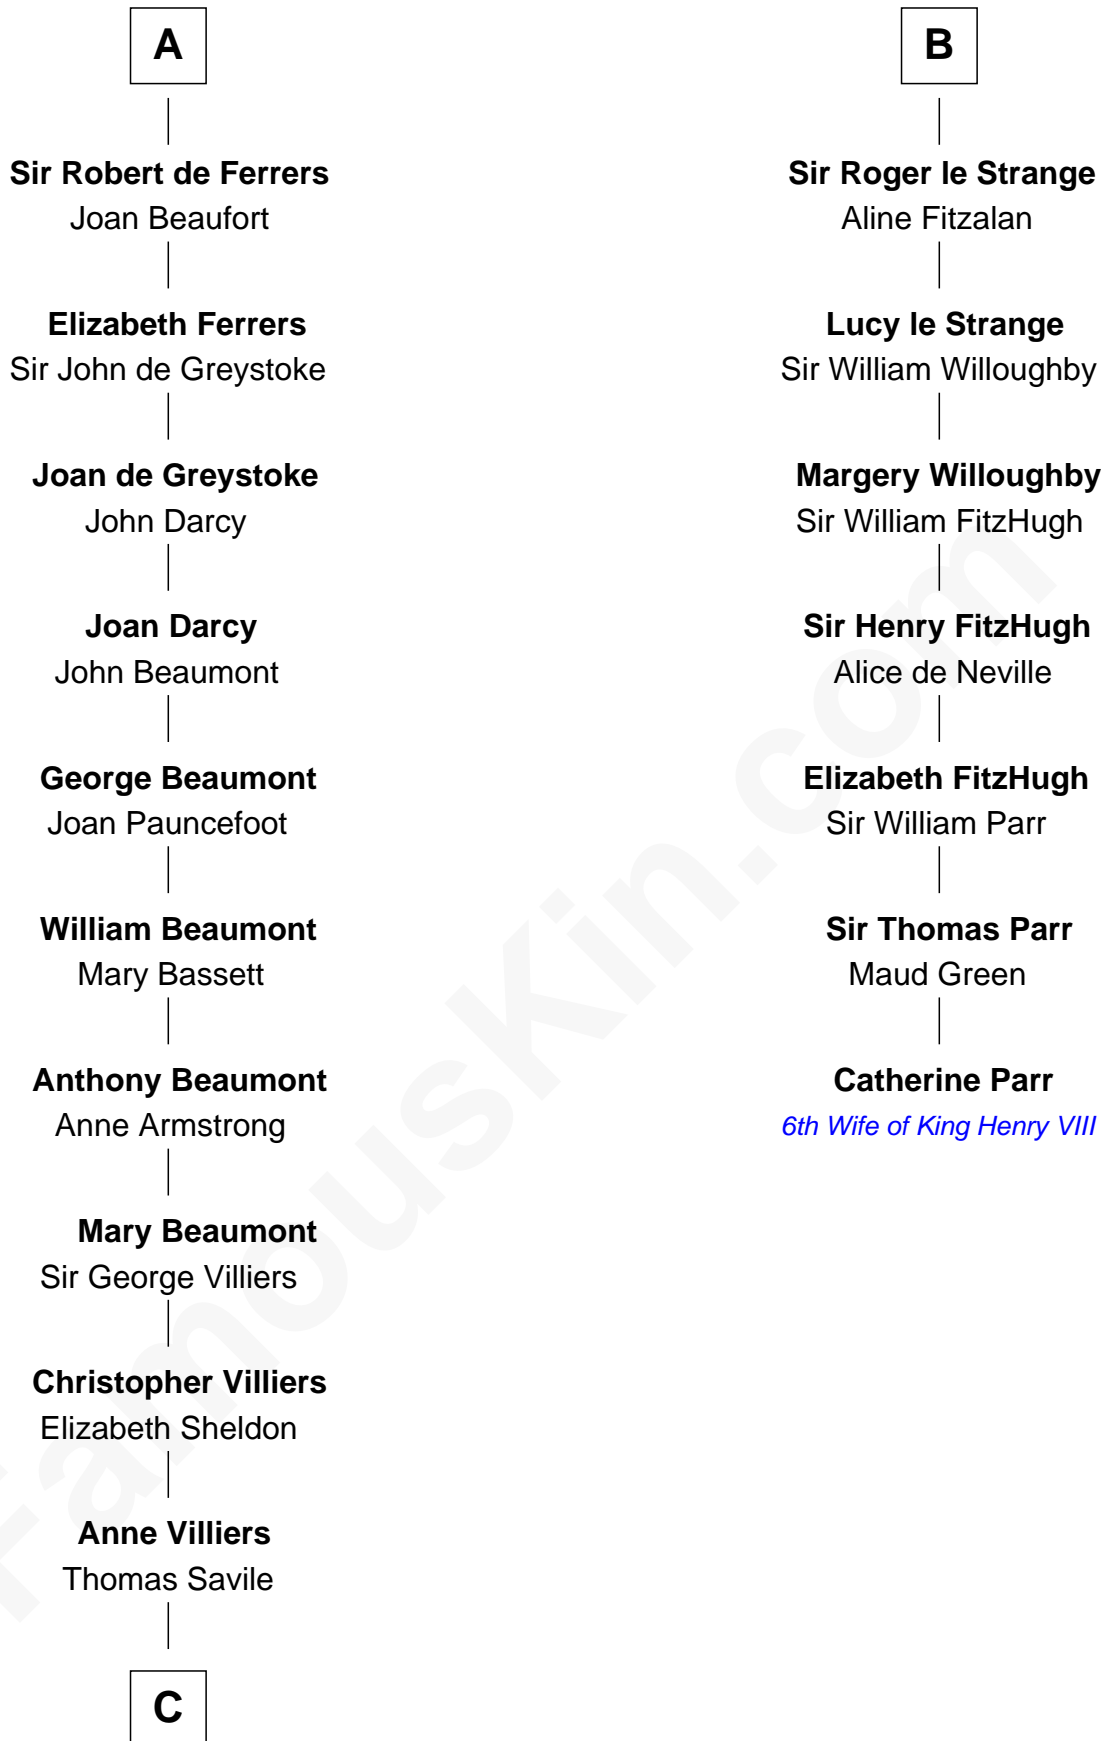 A
Sir Robert de Ferrers
Joan Beaufort
Elizabeth Ferrers
Sir John de Greystoke
Joan de Greystoke
John Darcy
Joan Darcy
John Beaumont
George Beaumont
Joan Pauncefoot
William Beaumont
Mary Bassett
Anthony Beaumont
Anne Armstrong
Mary Beaumont
Sir George Villiers
Christopher Villiers
Elizabeth Sheldon
Anne Villiers
Thomas Savile
C
B
Sir Roger le Strange
Aline Fitzalan
Lucy le Strange
Sir William Willoughby
Margery Willoughby
Sir William FitzHugh
Sir Henry FitzHugh
Alice de Neville
Elizabeth FitzHugh
Sir William Parr
Sir Thomas Parr
Maud Green
Catherine Parr
6th Wife of King Henry VIII
FamousKin.com